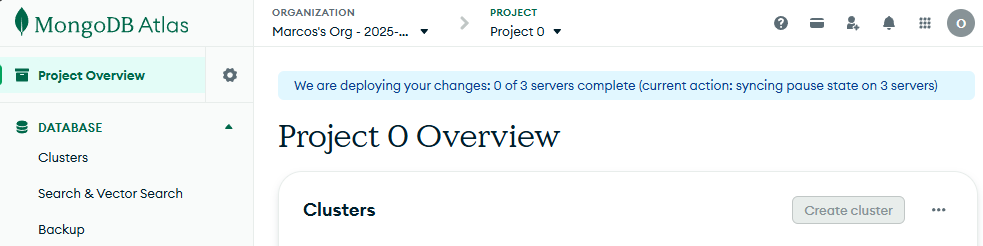 MongoDB Atlas
ORGANIZATION
Marcos's Org - 2025-...
PROJECT
Project 0
O
Project Overview
We are deploying your changes: 0 of 3 servers complete (current action: syncing pause state on 3 servers)
DATABASE
Clusters
Search & Vector Search
Backup
Project 0 Overview
Clusters
Create cluster